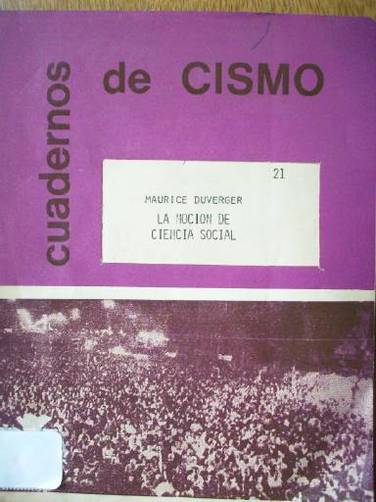 cuadernos
de CISMO
21
MAURICE DUVERGER
LA NOCION DE
CIENCIA SOCIAL